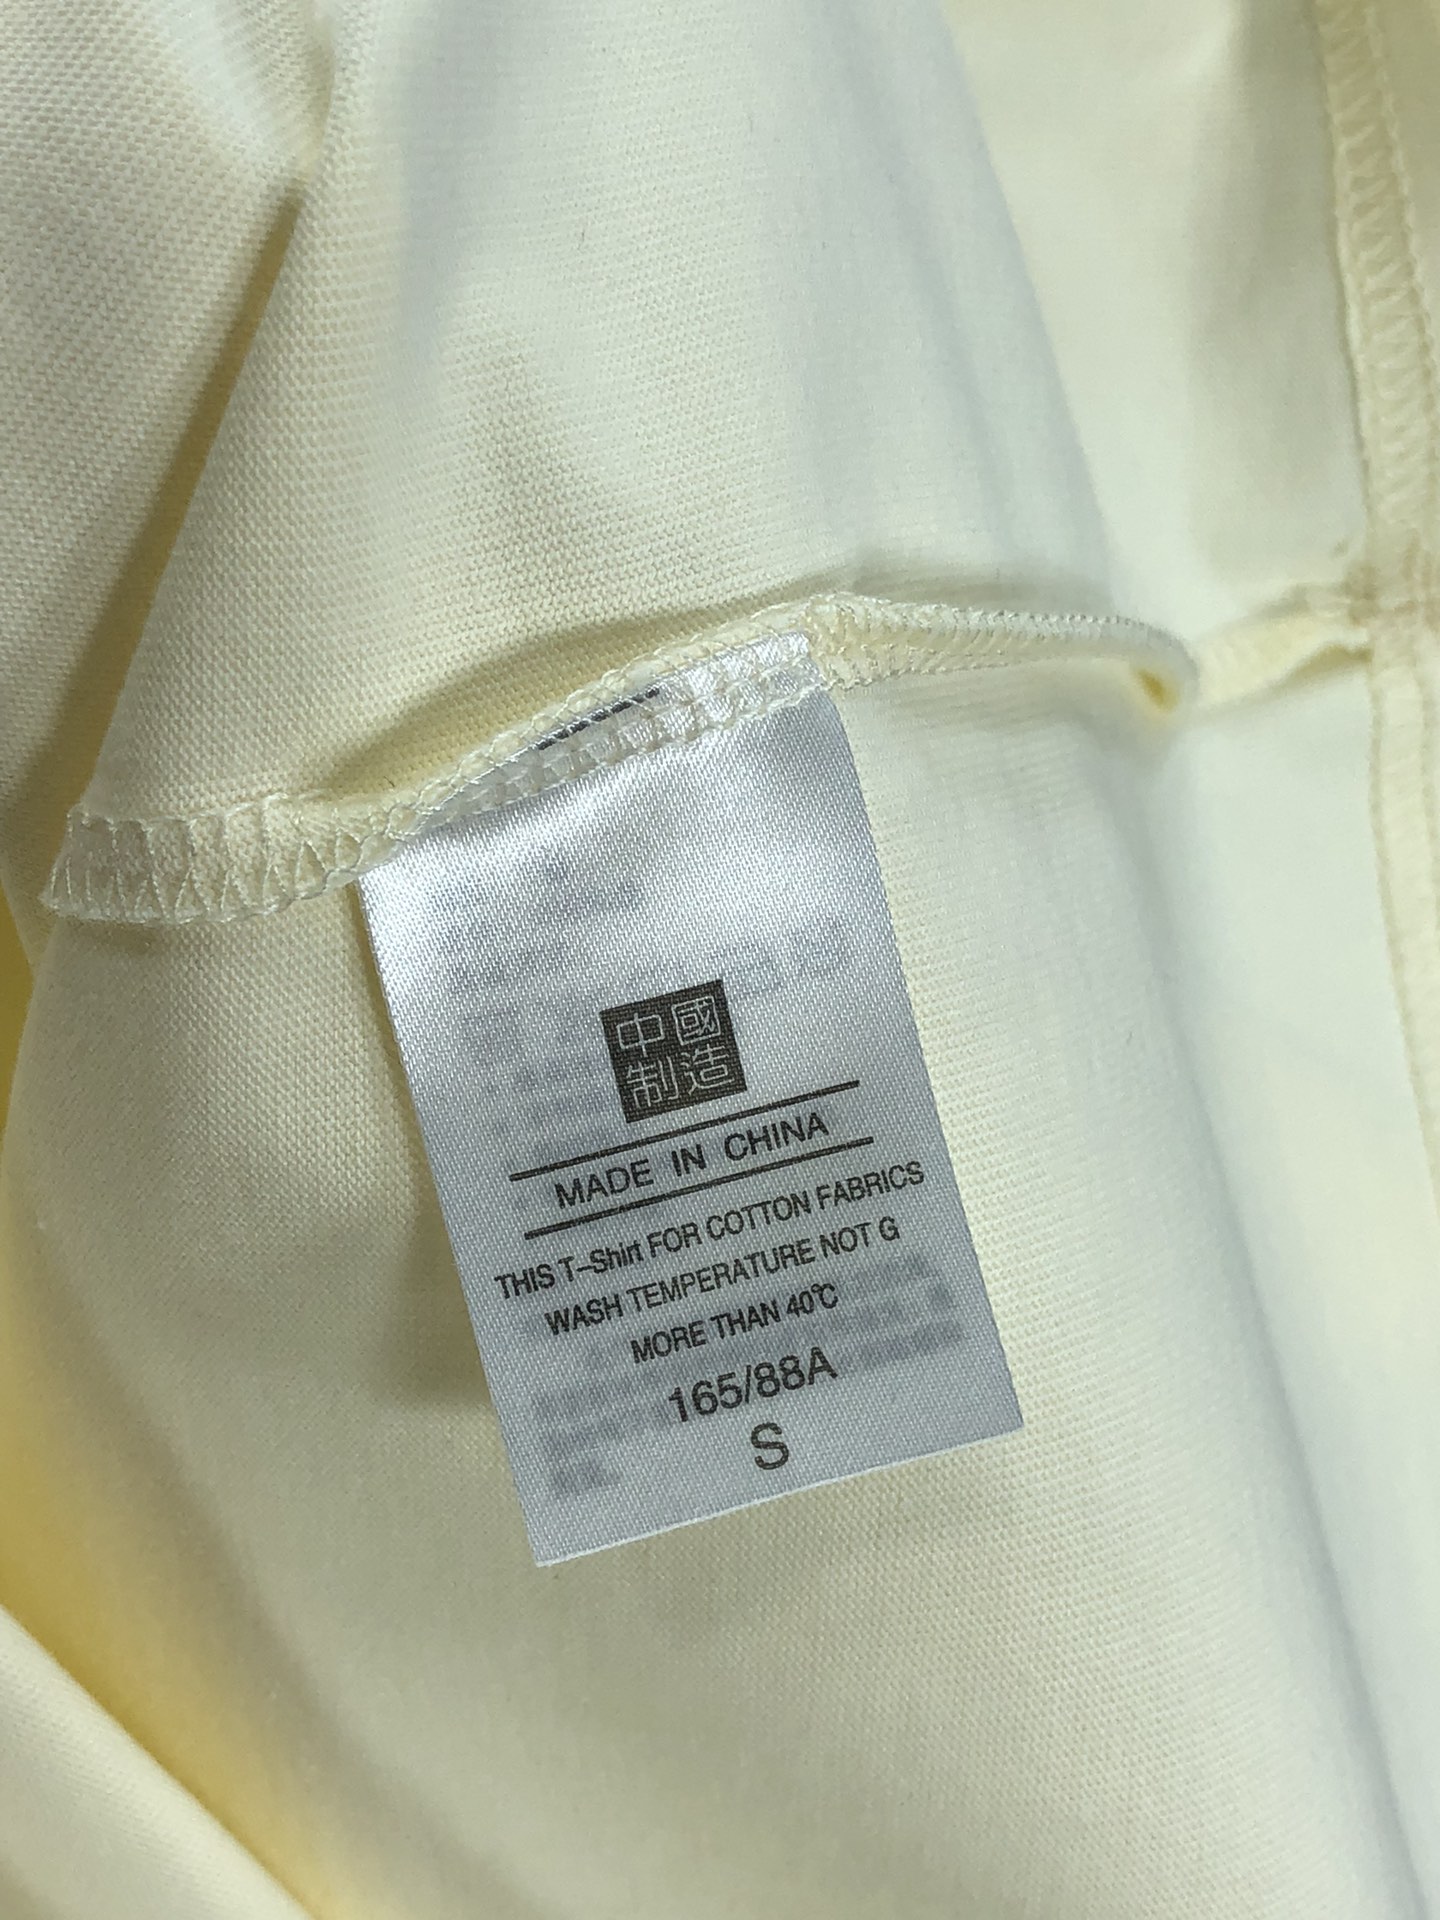 中國
制造
MADE IN CHINA
THIS T-Shirt FOR COTTON FABRICS
WASH TEMPERATURE NOT G
MORE THAN 40℃
165/88A
S